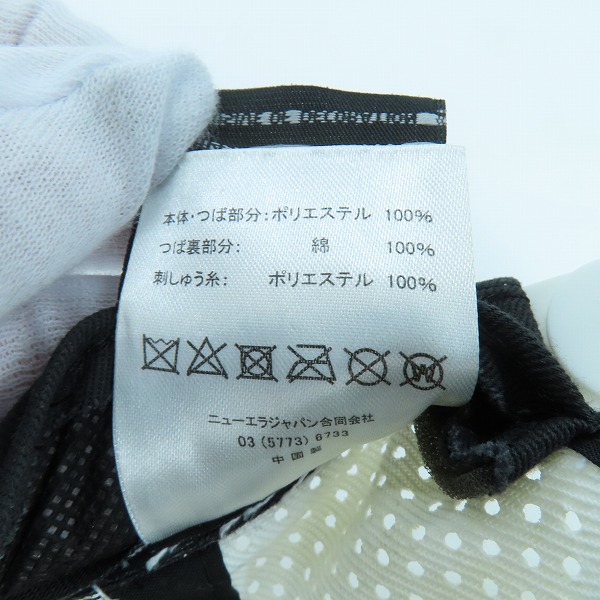 本体・つば部分：ポリエステル 100%
つば裏部分： 綿 100%
刺しゅう糸： ポリエステル 100%
ニューエラジャパン合同会社
03 (5773) 8733
中国製